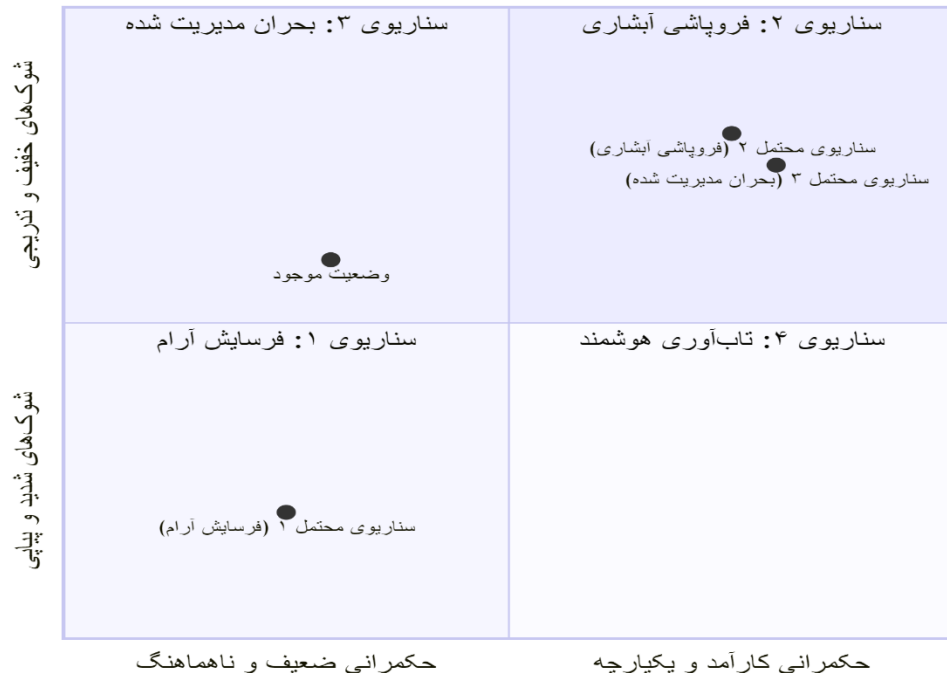 سناریوی ۲: فروپاشی آبشاری
سناریوی ۳: بحران مدیریت شده
شوک‌های خفیف و تدریجی
سناریوی محتمل ۲ (فروپاشی آبشاری)
سناریوی محتمل ۳ (بحران مدیریت شده)
وضعیت موجود
سناریوی ۴: تاب‌آوری هوشمند
سناریوی ۱: فرسایش آرام
شوک‌های شدید و پیاپی
سناریوی محتمل ۱ (فرسایش آرام)
حکمرانی کارآمد و یکپارچه
حکمرانی ضعیف و ناهماهنگ